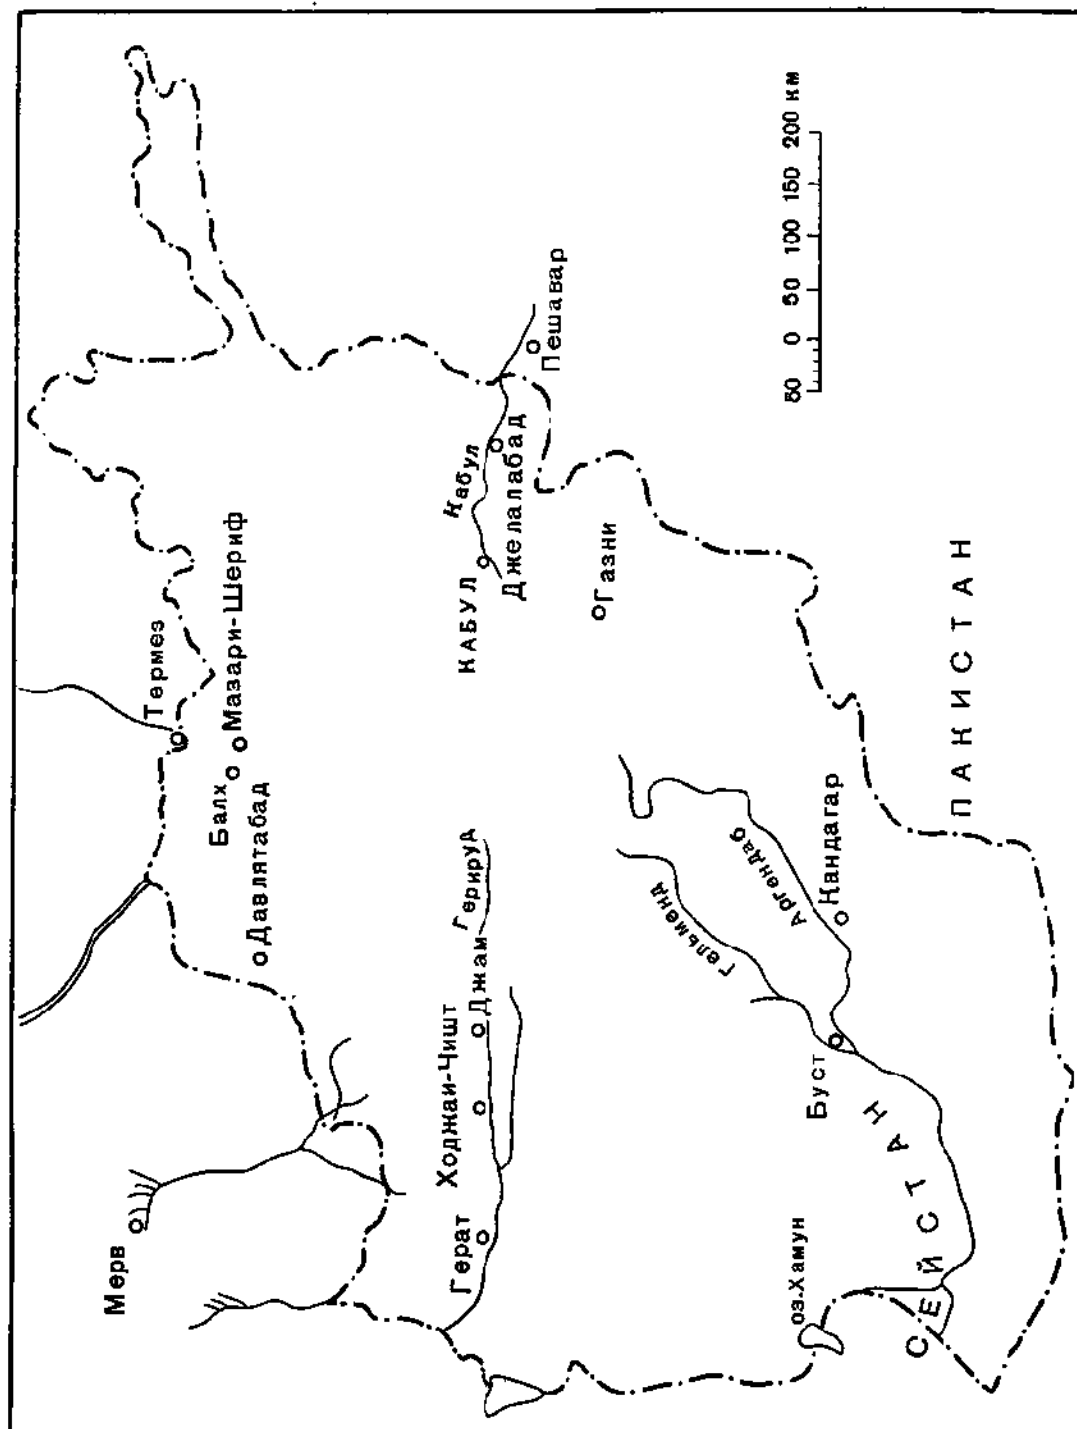 Мерв
Термез
Балх
Мазари-Шериф
Давлятабад
Герат
Ходжаи-Чишт
Джам
Герируд
КАБУЛ
Кабул
Джелалабад
Пешавар
Газни
Гельменд
Аргендаб
Кандагар
Буст
оз.Хамун
СЕЙСТАН
ПАКИСТАН
50 0 50 100 150 200 км